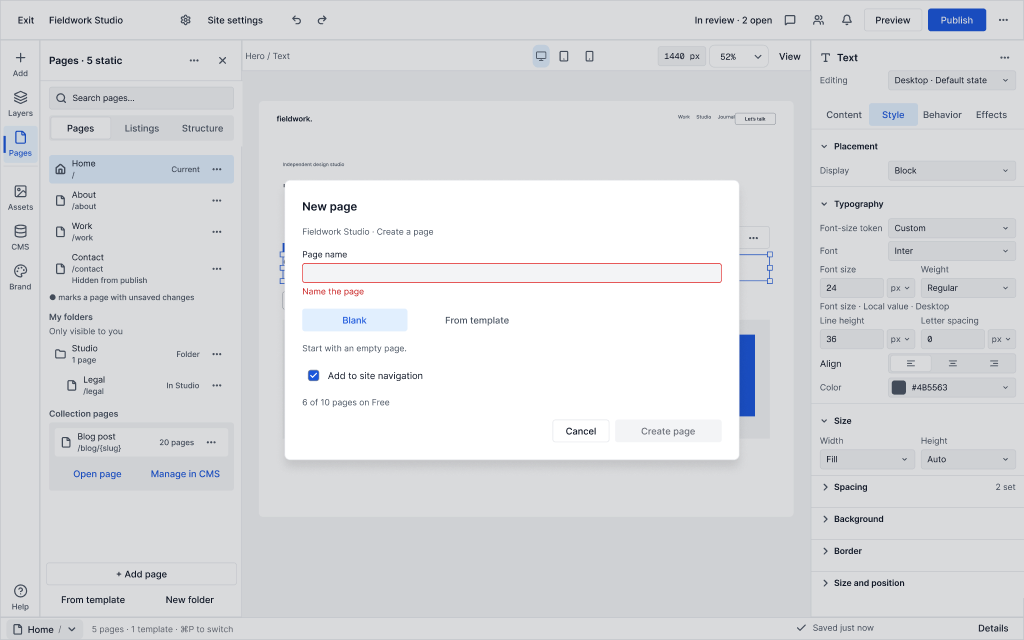 Exit
Fieldwork Studio
Site settings
In review · 2 open
Preview
Publish
Add
Layers
Pages
Assets
CMS
Brand
Help
Pages · 5 static
Search pages...
Pages
Listings
Structure
Home
/
Current
About
/about
Work
/work
Contact
/contact
Hidden from publish
marks a page with unsaved changes
My folders
Only visible to you
Studio
1 page
Folder
Legal
/legal
In Studio
Collection pages
Blog post
/blog/{slug}
20 pages
Open page
Manage in CMS
+ Add page
From template
New folder
Hero / Text
1440 px
52%
View
fieldwork.
Work
Studio
Journal
Let's talk
Independent design studio
New page
Fieldwork Studio · Create a page
Page name
Name the page
Blank
From template
Start with an empty page.
Add to site navigation
6 of 10 pages on Free
Cancel
Create page
Text
Editing
Desktop · Default state
Content
Style
Behavior
Effects
Placement
Display
Block
Typography
Font-size token
Custom
Font
Inter
Font size
Weight
24
px
Regular
Font size · Local value · Desktop
Line height
Letter spacing
36
px
0
px
Align
Color
#4B5563
Size
Width
Height
Fill
Auto
Spacing
2 set
Background
Border
Size and position
Home /
5 pages · 1 template · ⌘P to switch
Saved just now
Details